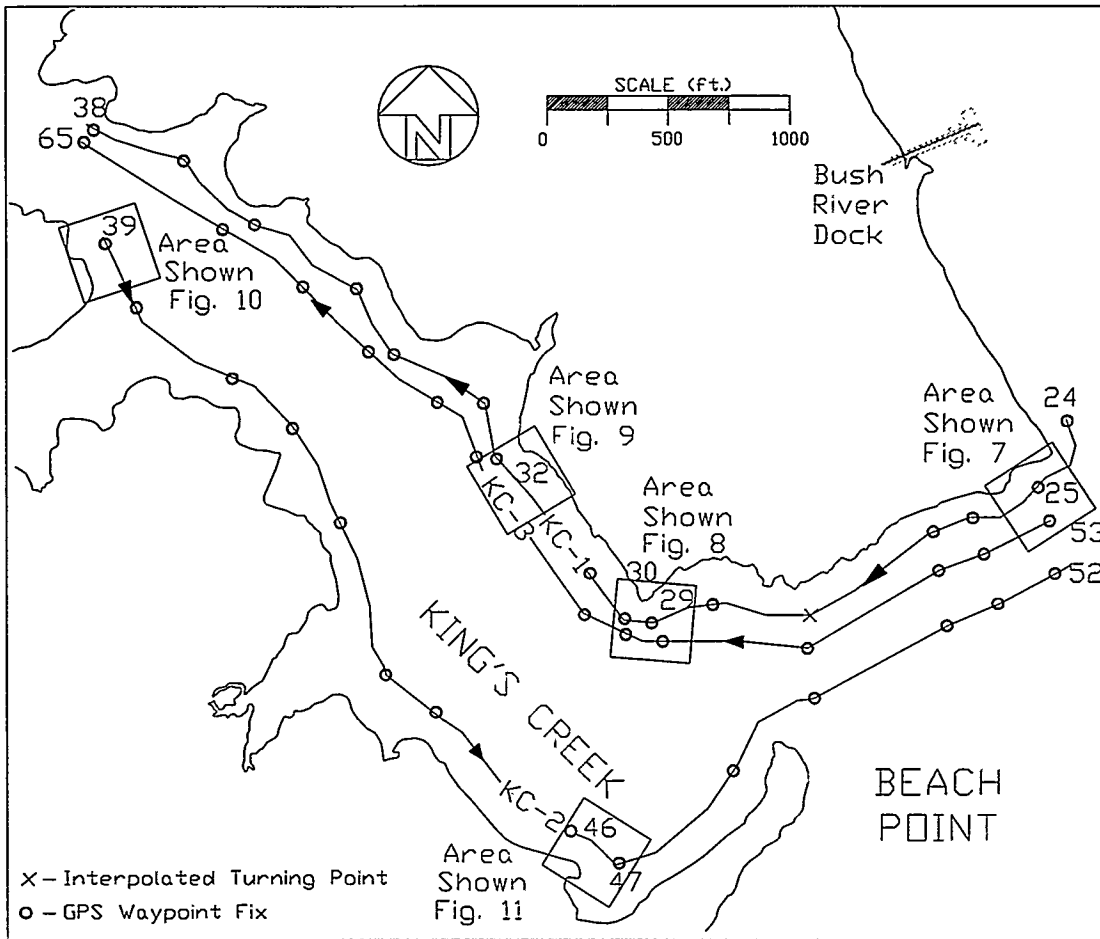 SCALE (ft.)
0 500 1000
N
38
65
39
Area
Shown
Fig. 10
Bush
River
Dock
Area
Shown
Fig. 9
32
KC-3
KC-1
Area
Shown
Fig. 8
30
29
Area
Shown
Fig. 7
24
25
53
52
KING'S CREEK
KC-2
46
47
Area
Shown
Fig. 11
BEACH
POINT
X - Interpolated Turning Point
O - GPS Waypoint Fix